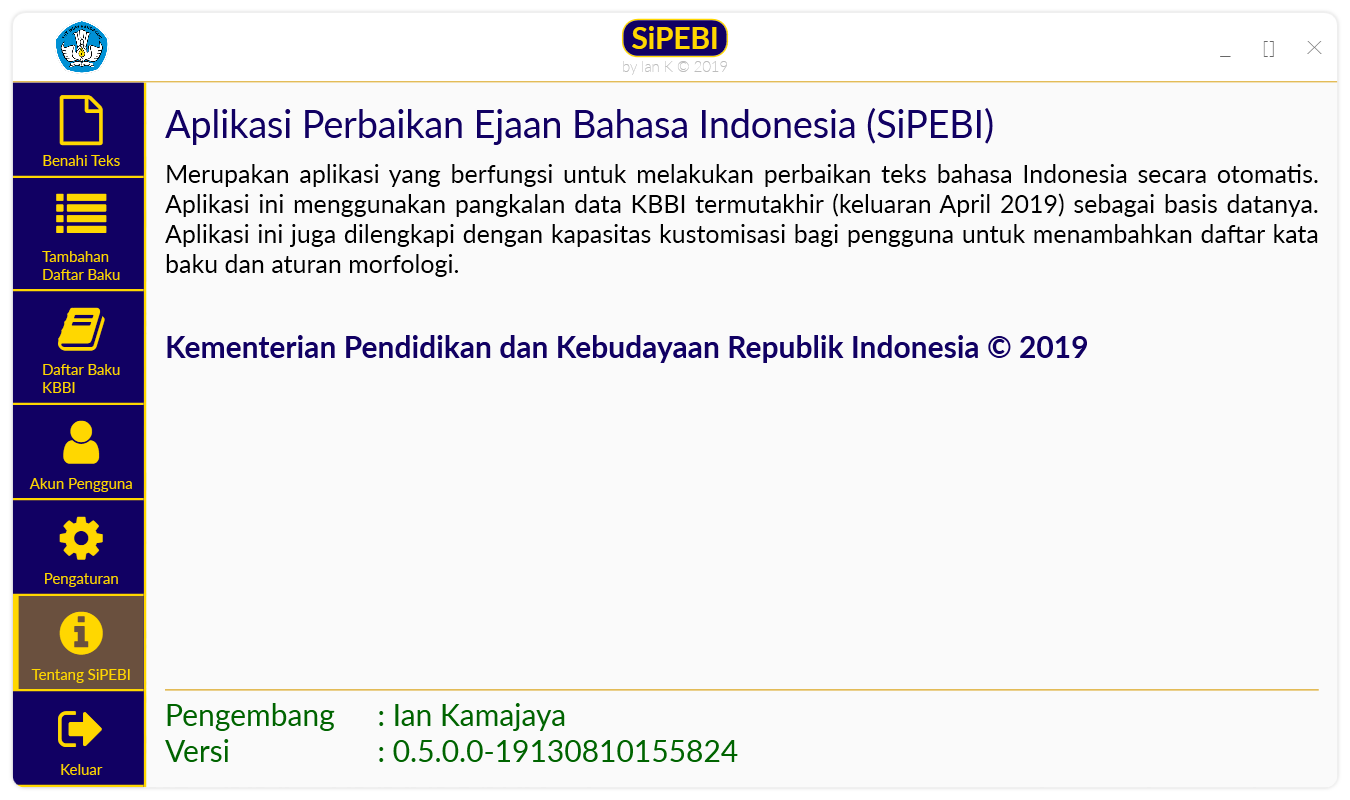 SiPEBI
by Ian K © 2019
Benahi Teks
Tambahan
Daftar Baku
Daftar Baku
KBBI
Akun Pengguna
Pengaturan
Tentang SiPEBI
Keluar
Aplikasi Perbaikan Ejaan Bahasa Indonesia (SiPEBI)
Merupakan aplikasi yang berfungsi untuk melakukan perbaikan teks bahasa Indonesia secara otomatis.
Aplikasi ini menggunakan pangkalan data KBBI termutakhir (keluaran April 2019) sebagai basis datanya.
Aplikasi ini juga dilengkapi dengan kapasitas kustomisasi bagi pengguna untuk menambahkan daftar kata
baku dan aturan morfologi.
Kementerian Pendidikan dan Kebudayaan Republik Indonesia © 2019
Pengembang : Ian Kamajaya
Versi : 0.5.0.0-19130810155824